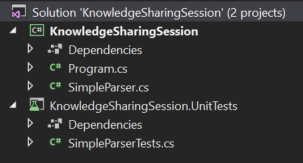 Solution 'KnowledgeSharingSession' (2 projects)
C# KnowledgeSharingSession
Dependencies
C# Program.cs
C# SimpleParser.cs
KnowledgeSharingSession.UnitTests
Dependencies
C# SimpleParserTests.cs